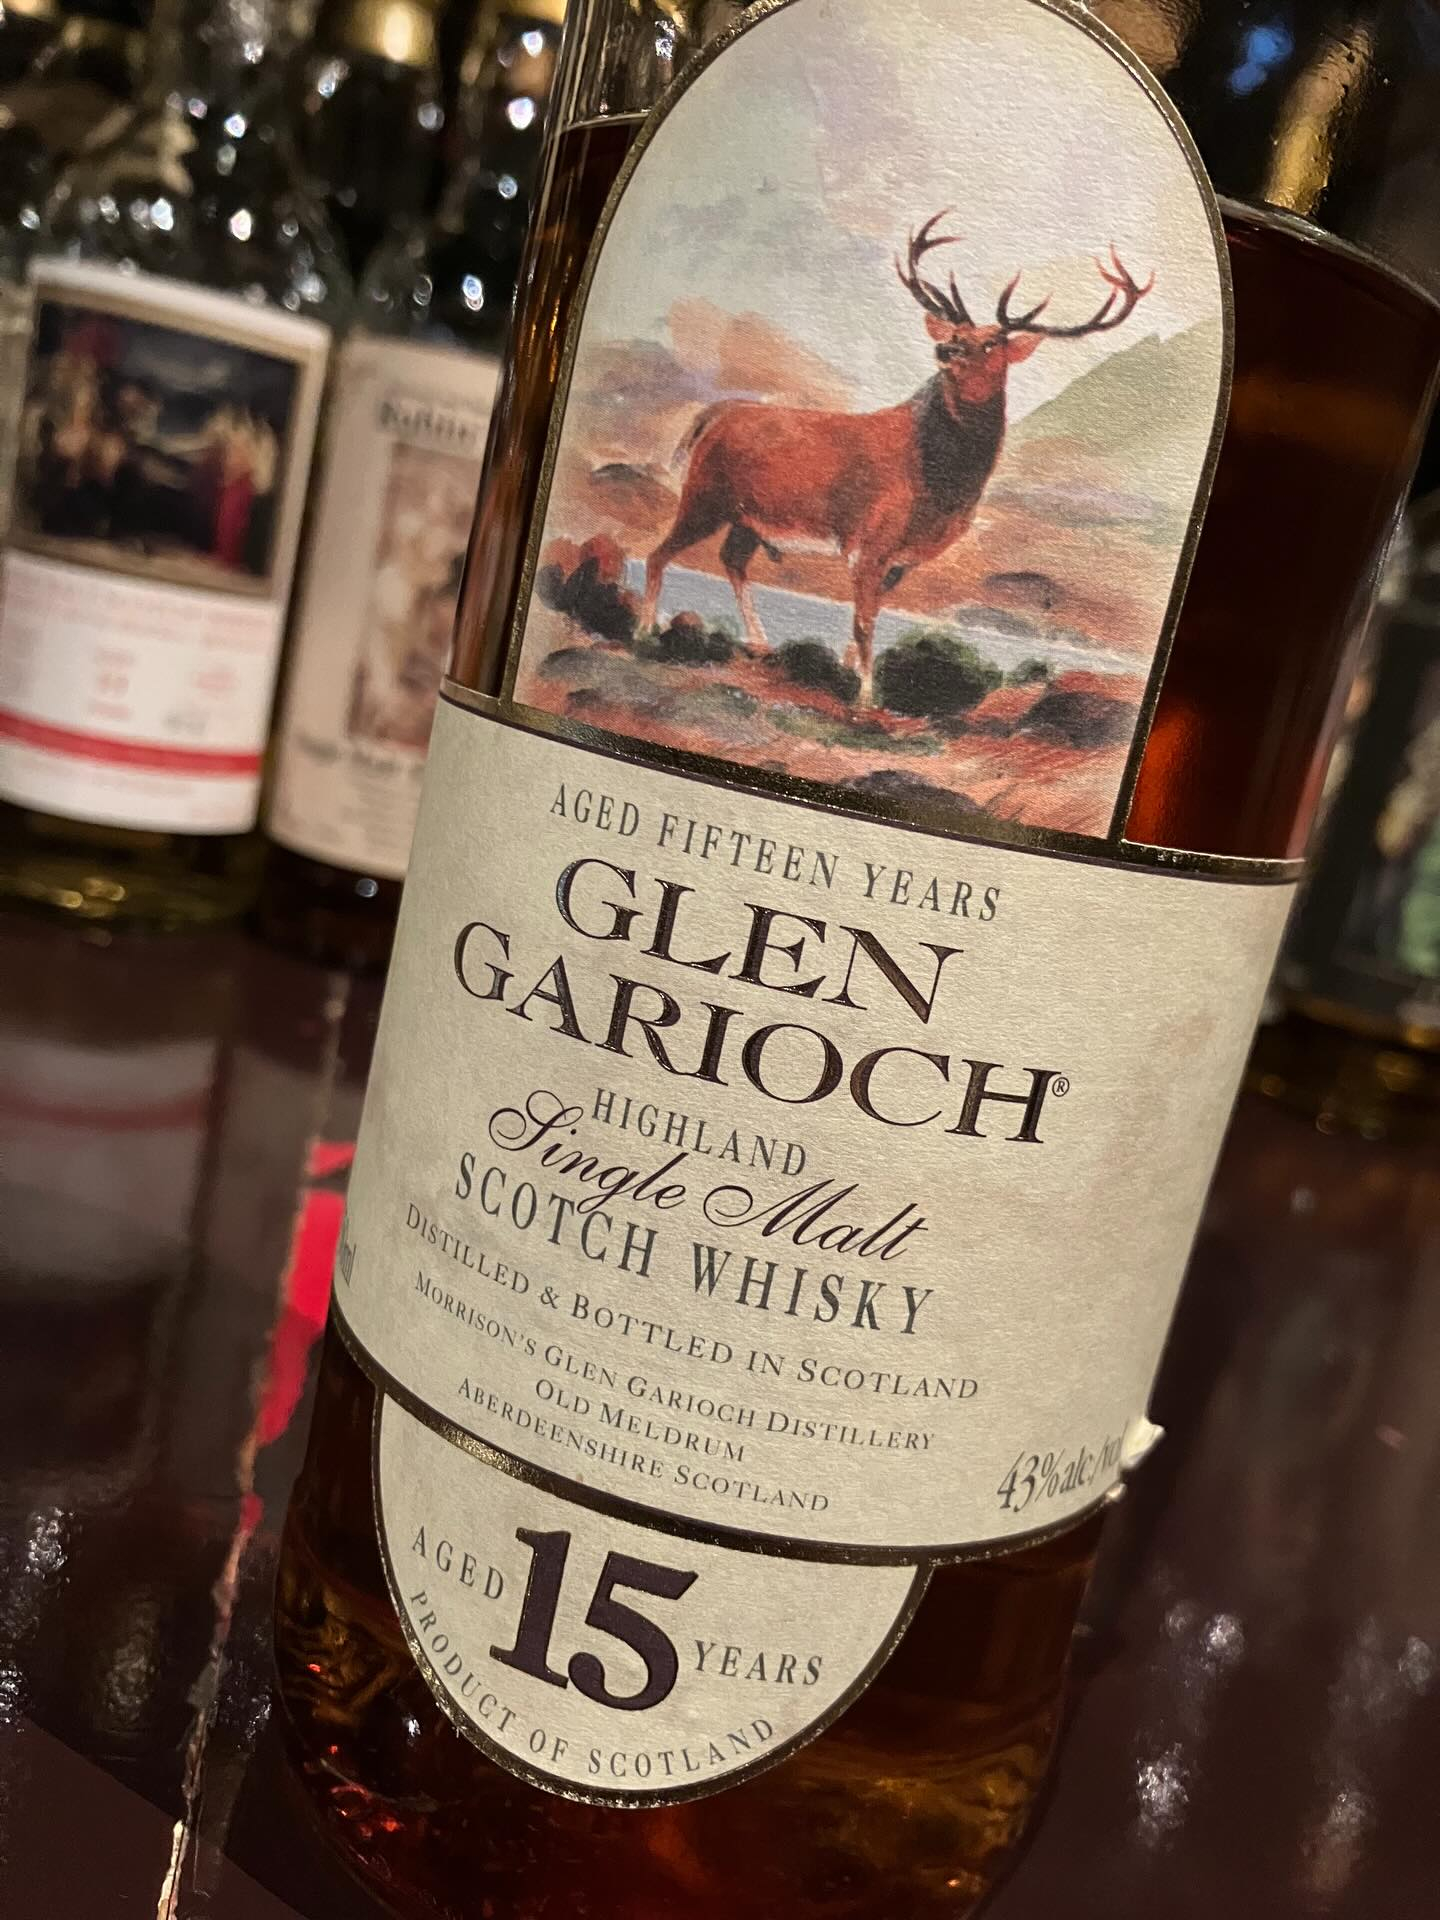 AGED FIFTEEN YEARS
GLEN
GARIOCH®
HIGHLAND
Single Malt
SCOTCH WHISKY
DISTILLED & BOTTLED IN SCOTLAND
MORRISON'S GLEN GARIOCH DISTILLERY
OLD MELDRUM
ABERDEENSHIRE SCOTLAND
43%alc/vol
AGED 15 YEARS
PRODUCT OF SCOTLAND